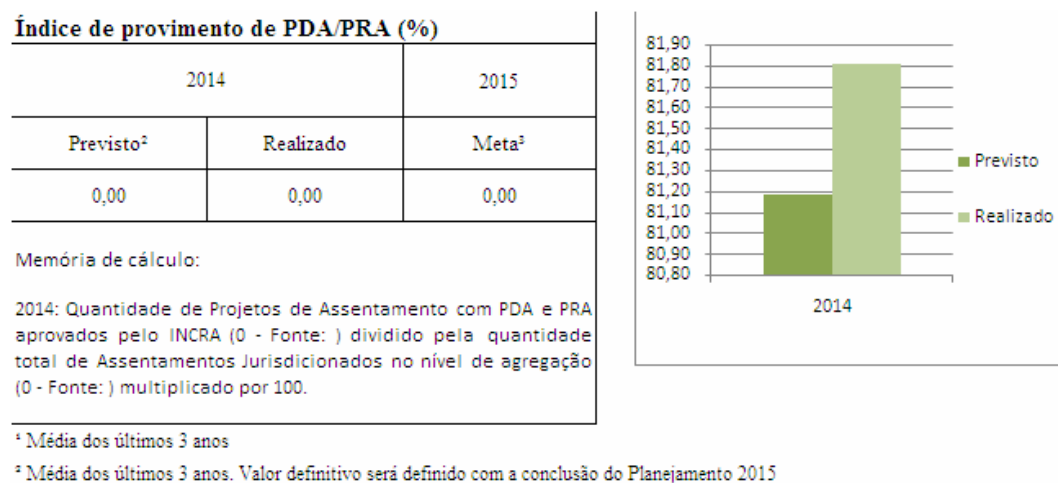 Índice de provimento de PDA/PRA (%)
2014 2015
Previsto² Realizado Meta³
0,00 0,00 0,00
Memória de cálculo:
2014: Quantidade de Projetos de Assentamento com PDA e PRA
aprovados pelo INCRA (0 - Fonte: ) dividido pela quantidade
total de Assentamentos Jurisdicionados no nível de agregação
(0 - Fonte: ) multiplicado por 100.
81,90
81,80
81,70
81,60
81,50
81,40
81,30
81,20
81,10
81,00
80,90
80,80
2014
Previsto
Realizado
¹ Média dos últimos 3 anos
² Média dos últimos 3 anos. Valor definitivo será definido com a conclusão do Planejamento 2015